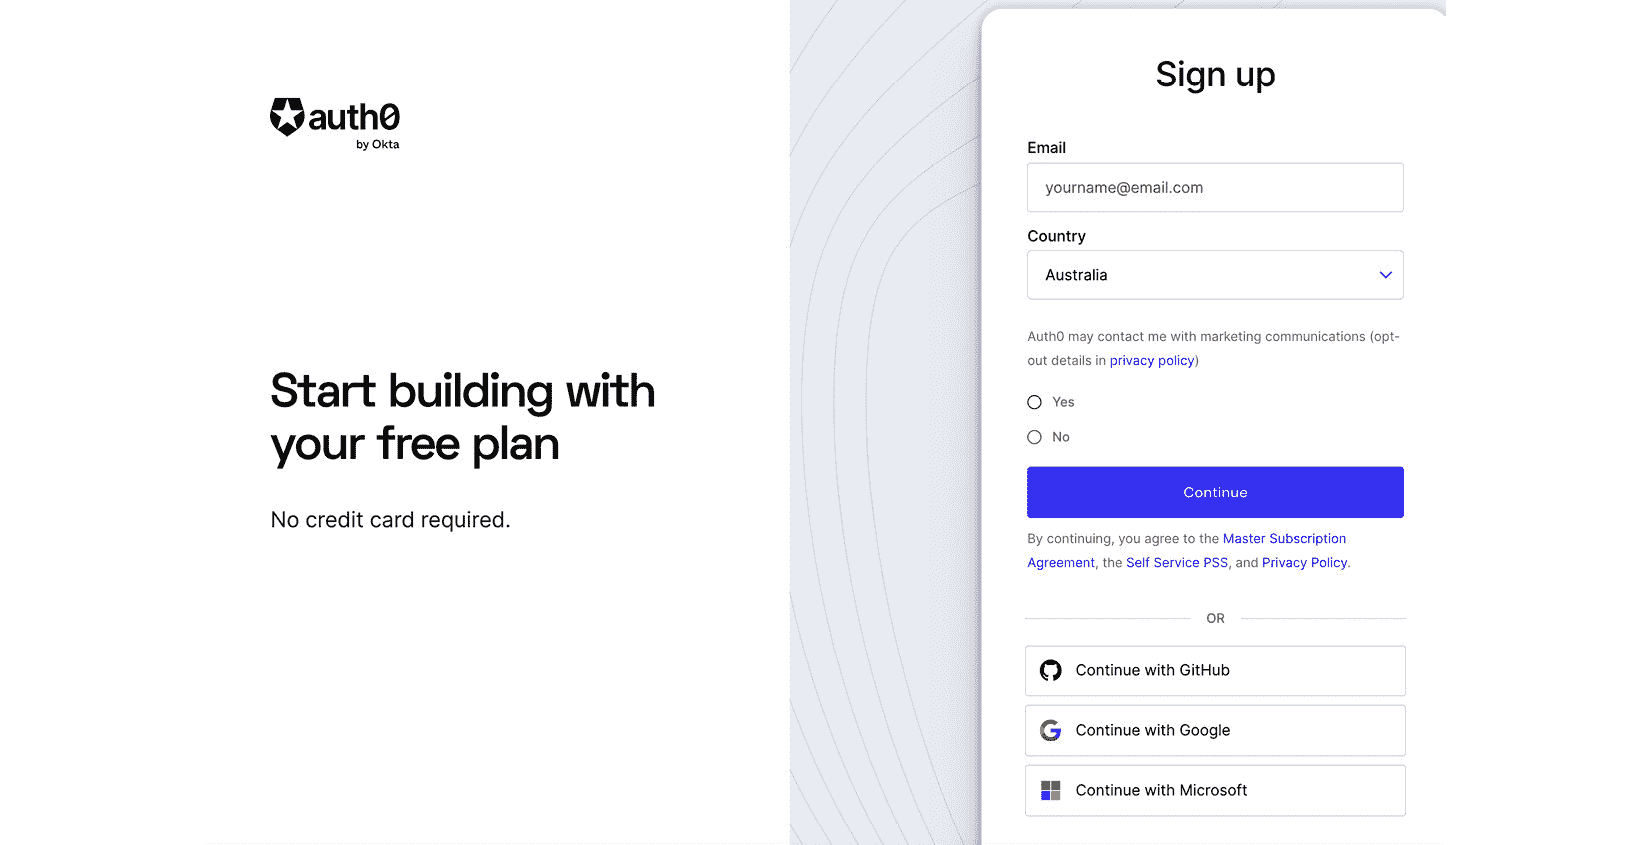 auth0
by Okta
Start building with
your free plan
No credit card required.
Sign up
Email
yourname@email.com
Country
Australia
Auth0 may contact me with marketing communications (opt-
out details in privacy policy)
Yes
No
Continue
By continuing, you agree to the Master Subscription
Agreement, the Self Service PSS, and Privacy Policy.
OR
Continue with GitHub
Continue with Google
Continue with Microsoft